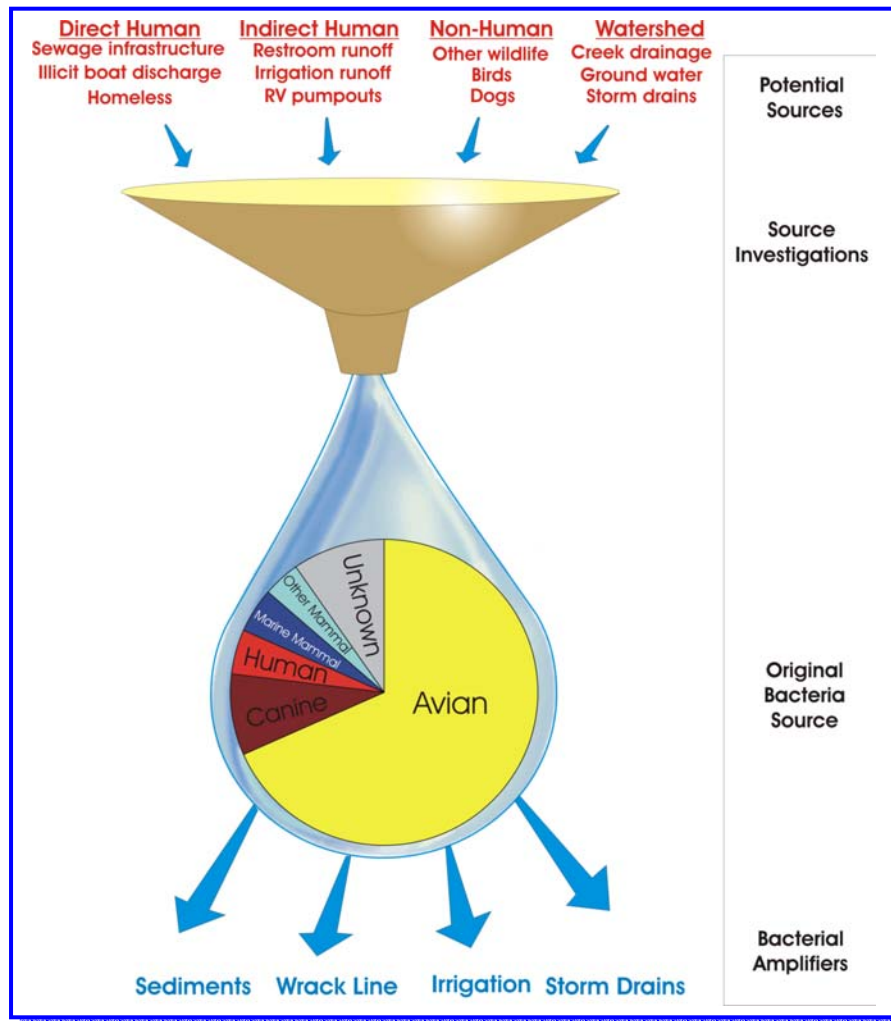 Direct Human
Sewage infrastructure
Illicit boat discharge
Homeless
Indirect Human
Restroom runoff
Irrigation runoff
RV pumpouts
Non-Human
Other wildlife
Birds
Dogs
Watershed
Creek drainage
Ground water
Storm drains
Potential
Sources
Source
Investigations
Unknown
Other Mammal
Marine Mammal
Human
Canine
Avian
Original
Bacteria
Source
Bacterial
Amplifiers
Sediments
Wrack Line
Irrigation
Storm Drains